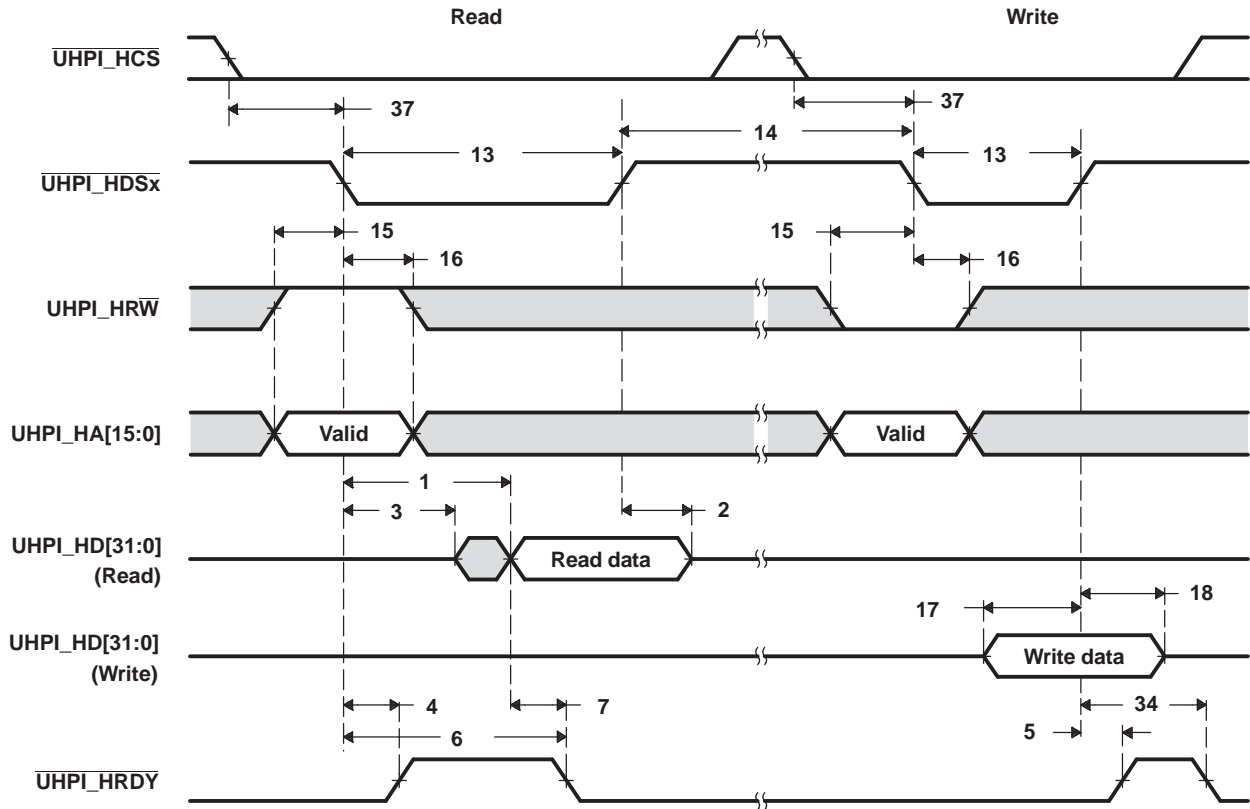 Read
Write
UHPI_HCS
37
37
14
13
13
UHPI_HDSx
15
15
16
16
UHPI_HRW
UHPI_HA[15:0]
Valid
Valid
1
3
2
UHPI_HD[31:0]
(Read)
Read data
17
18
UHPI_HD[31:0]
(Write)
Write data
4
7
34
6
5
UHPI_HRDY